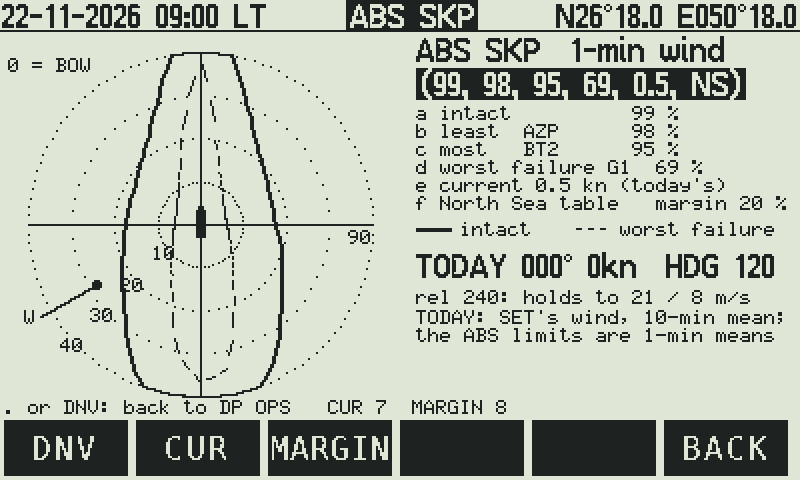 22-11-2026 09:00 LT ABS SKP N26°18.0 E050°18.0
0 = BOW
ABS SKP 1-min wind
(99, 98, 95, 69, 0.5, NS)
a intact 99 %
b least AZP 98 %
c most BT2 95 %
d worst failure G1 69 %
e current 0.5 kn (today's)
f North Sea table margin 20 %
intact --- worst failure
90
10
20
30
40
W
TODAY 000° 0kn HDG 120
rel 240: holds to 21 / 8 m/s
TODAY: SET's wind, 10-min mean;
the ABS limits are 1-min means
. or DNV: back to DP OPS CUR 7 MARGIN 8
DNV CUR MARGIN BACK